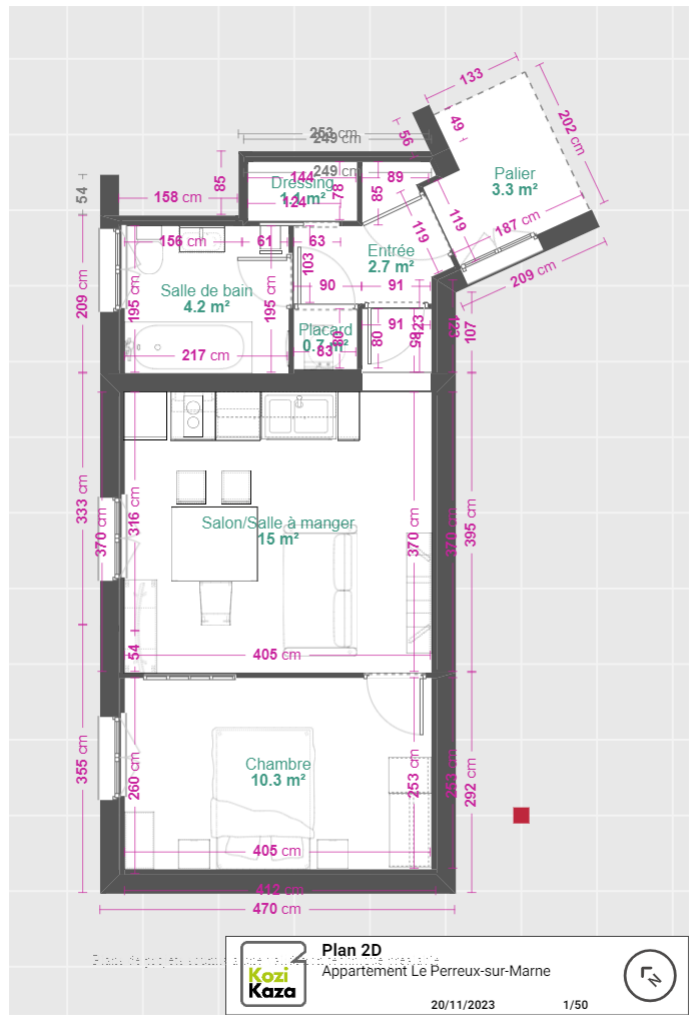 133
202 cm
49
56
253 cm
249 cm
Palier
3.3 m²
187 cm
209 cm
54
158 cm
85
249 cm
144
89
Dressing
1.1 m²
124
78
85
119
119
156 cm
61
63
Entrée
2.7 m²
103
209 cm
195 cm
Salle de bain
4.2 m²
195 cm
90
91
Placard
0.7 m²
80
83
91
80
85
123
123
107
217 cm
333 cm
370 cm
316 cm
Salon/Salle à manger
15 m²
370 cm
370 cm
395 cm
54
405 cm
355 cm
260 cm
Chambre
10.3 m²
253 cm
253 cm
292 cm
405 cm
412 cm
470 cm
Kozi
Kaza
Plan 2D
Appartement Le Perreux-sur-Marne
20/11/2023
1/50
N